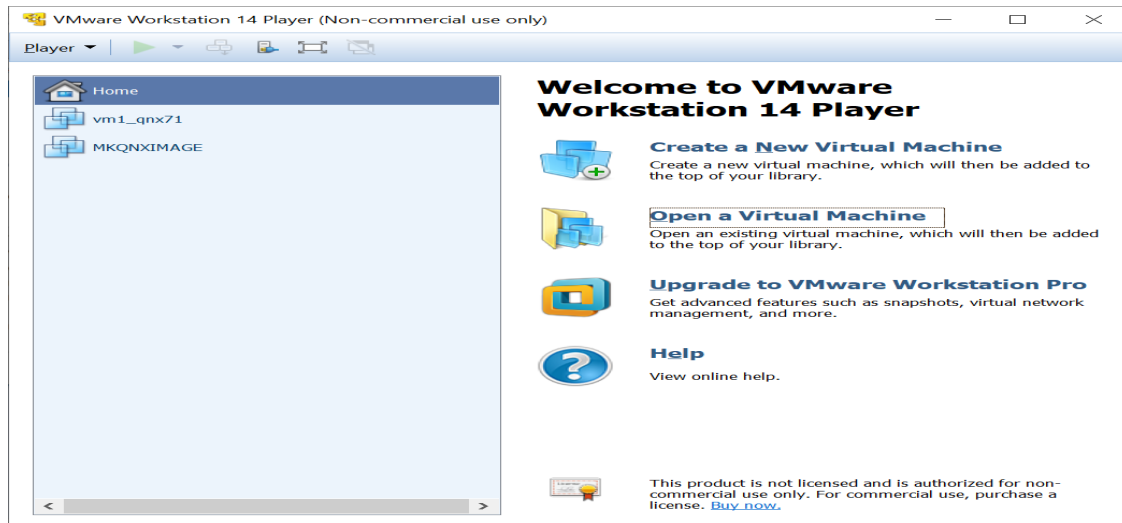 VMware Workstation 14 Player (Non-commercial use only)
Player
Home
vm1_qnx71
MKQNXIMAGE
Welcome to VMware
Workstation 14 Player
Create a New Virtual Machine
Create a new virtual machine, which will then be added to
the top of your library.
Open a Virtual Machine
Open an existing virtual machine, which will then be added
to the top of your library.
Upgrade to VMware Workstation Pro
Get advanced features such as snapshots, virtual network
management, and more.
Help
View online help.
This product is not licensed and is authorized for non-
commercial use only. For commercial use, purchase a
license. Buy now.